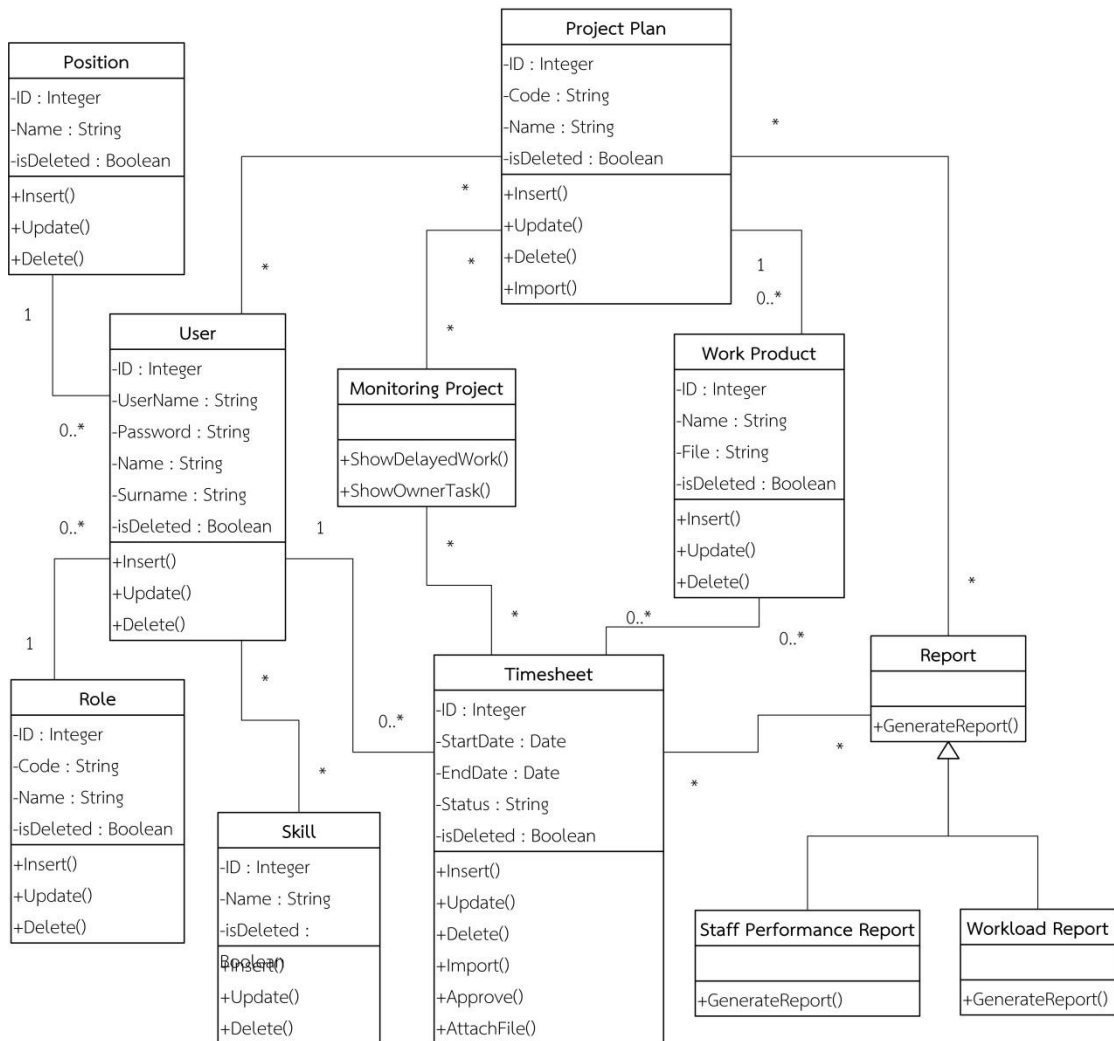 Project Plan
-ID : Integer
-Code : String
-Name : String
-isDeleted : Boolean
+Insert()
+Update()
+Delete()
+Import()
Position
-ID : Integer
-Name : String
-isDeleted : Boolean
+Insert()
+Update()
+Delete()
*
*
*
*
1
0..*
*
1
0..*
User
-ID : Integer
-UserName : String
-Password : String
-Name : String
-Surname : String
-isDeleted : Boolean
+Insert()
+Update()
+Delete()
*
Monitoring Project
+ShowDelayedWork()
+ShowOwnerTask()
Work Product
-ID : Integer
-Name : String
-File : String
-isDeleted : Boolean
+Insert()
+Update()
+Delete()
0..*
1
1
0..*
*
*
0..*
0..*
*
*
*
*
*
Role
-ID : Integer
-Code : String
-Name : String
-isDeleted : Boolean
+Insert()
+Update()
+Delete()
Skill
-ID : Integer
-Name : String
-isDeleted :
Boolean
+Insert()
+Update()
+Delete()
Timesheet
-ID : Integer
-StartDate : Date
-EndDate : Date
-Status : String
-isDeleted : Boolean
+Insert()
+Update()
+Delete()
+Import()
+Approve()
+AttachFile()
Report
+GenerateReport()
Staff Performance Report
+GenerateReport()
Workload Report
+GenerateReport()